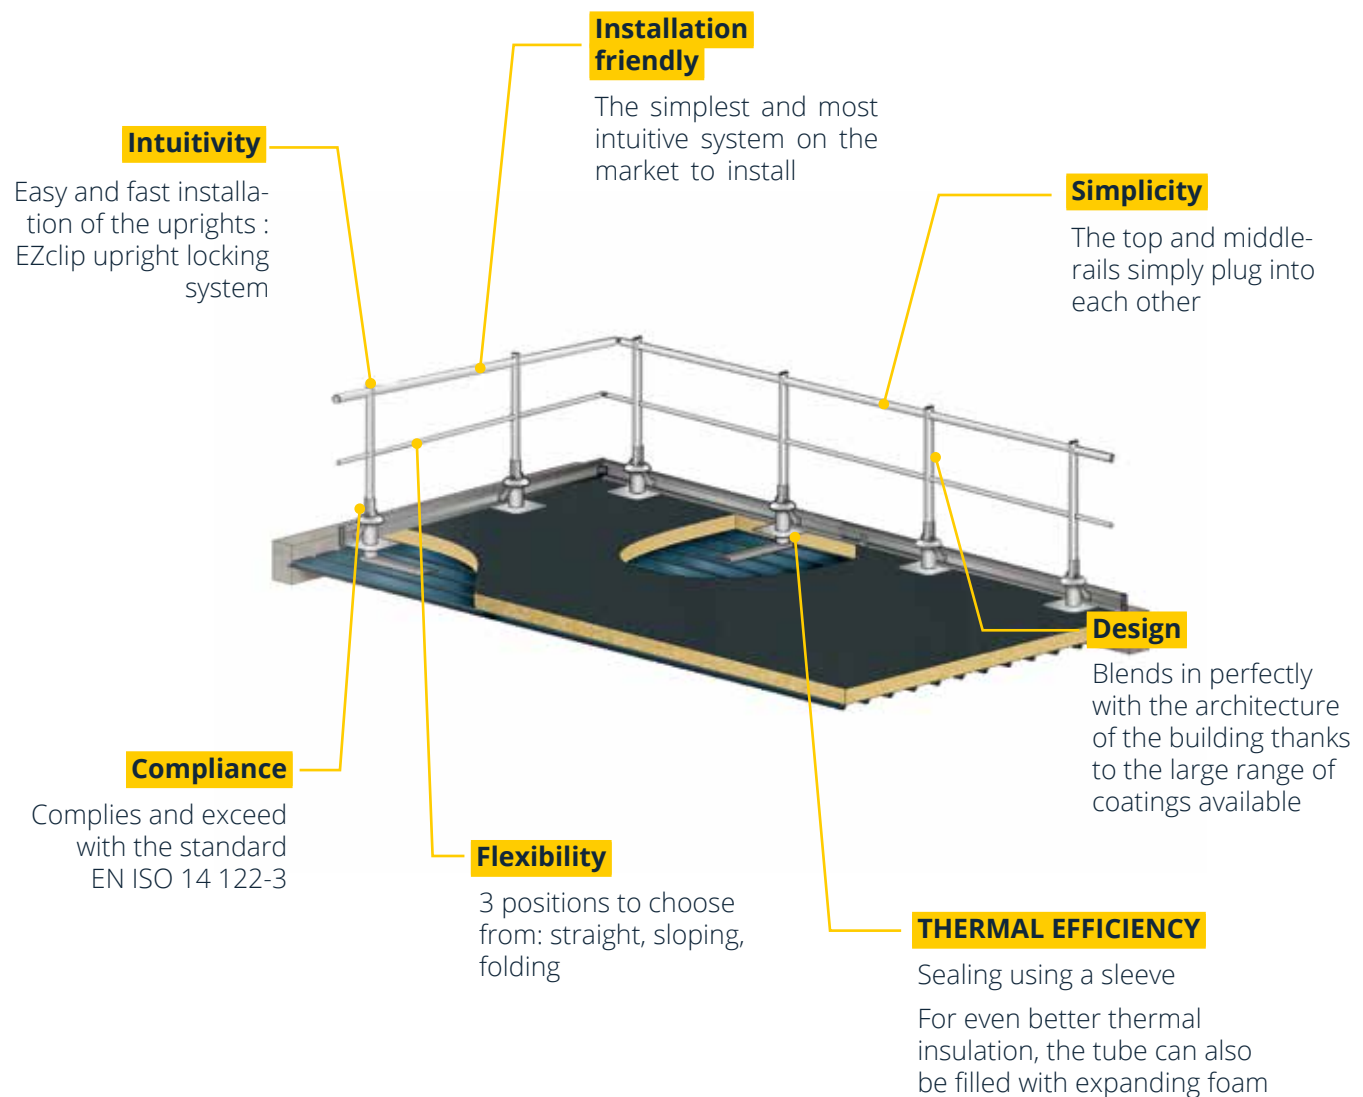 Installation
friendly
The simplest and most
intuitive system on the
market to install
Intuitivity
Easy and fast installa-
tion of the uprights :
EZclip upright locking
system
Simplicity
The top and middle-
rails simply plug into
each other
Design
Blends in perfectly
with the architecture
of the building thanks
to the large range of
coatings available
Compliance
Complies and exceed
with the standard
EN ISO 14 122-3
Flexibility
3 positions to choose
from: straight, sloping,
folding
THERMAL EFFICIENCY
Sealing using a sleeve
For even better thermal
insulation, the tube can also
be filled with expanding foam